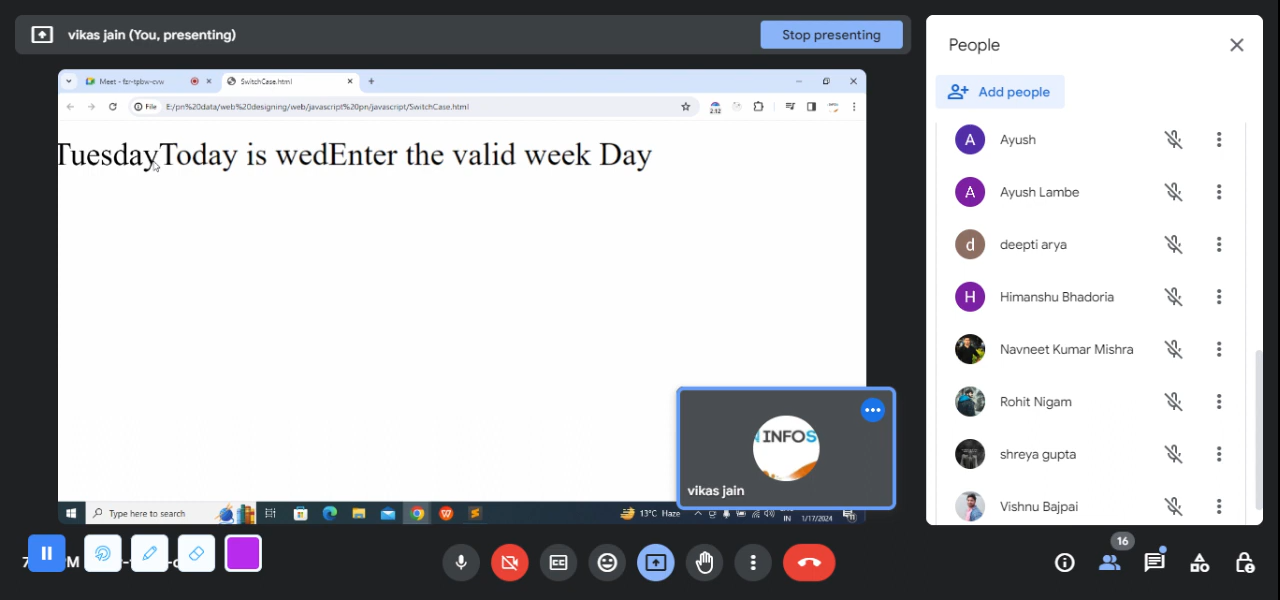 vikas jain (You, presenting)
Stop presenting
People
Add people
Meet - fzr-tpbw-cvw
SwitchCase.html
File
E:/pn%20data/web%20designing/web/javascript%20pn/javascript/SwitchCase.html
2:12
TuesdayToday is wedEnter the valid week Day
Ayush
A
Ayush Lambe
A
deepti arya
d
Himanshu Bhadoria
H
Navneet Kumar Mishra
Rohit Nigam
shreya gupta
Vishnu Bajpai
INFOS
vikas jain
Type here to search
13°C Haze
IN
1/17/2024
16